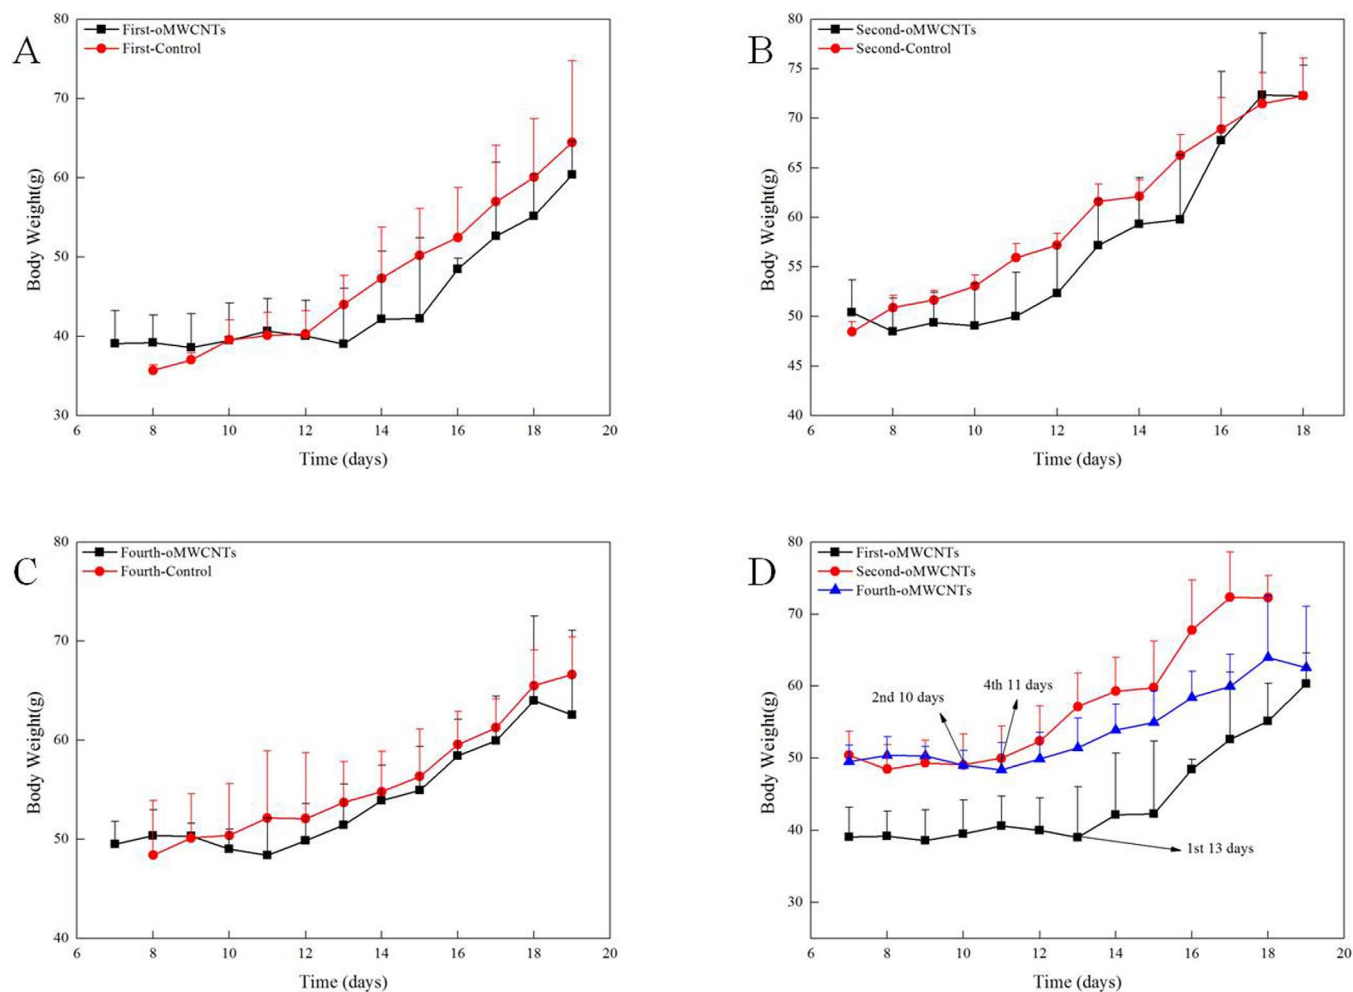 A
First-oMWCNTs
First-Control
Body Weight(g)
80
70
60
50
40
30
6 8 10 12 14 16 18 20
Time (days)
B
Second-oMWCNTs
Second-Control
Body Weight(g)
80
75
70
65
60
55
50
45
40
6 8 10 12 14 16 18
Time (days)
C
Fourth-oMWCNTs
Fourth-Control
Body Weight(g)
80
70
60
50
40
6 8 10 12 14 16 18 20
Time (days)
D
First-oMWCNTs
Second-oMWCNTs
Fourth-oMWCNTs
Body Weight(g)
80
70
60
50
40
30
2nd 10 days
4th 11 days
1st 13 days
6 8 10 12 14 16 18 20
Time (days)